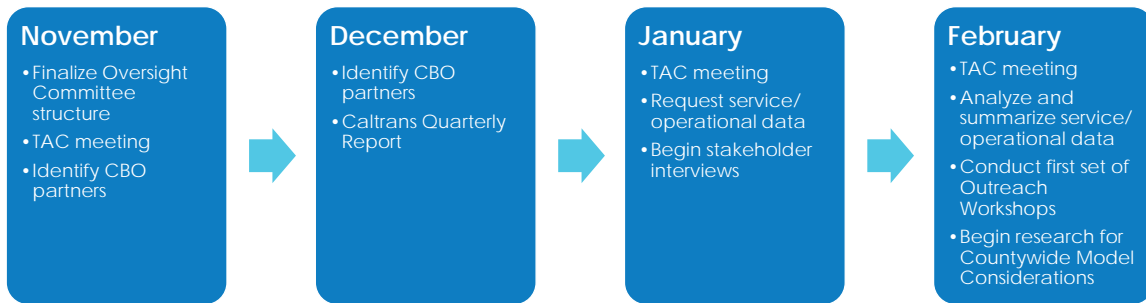 November
•Finalize Oversight
Committee
structure
•TAC meeting
•Identify CBO
partners
December
•Identify CBO
partners
•Caltrans Quarterly
Report
January
•TAC meeting
•Request service/
operational data
•Begin stakeholder
interviews
February
•TAC meeting
•Analyze and
summarize service/
operational data
•Conduct first set of
Outreach
Workshops
•Begin research for
Countywide Model
Considerations